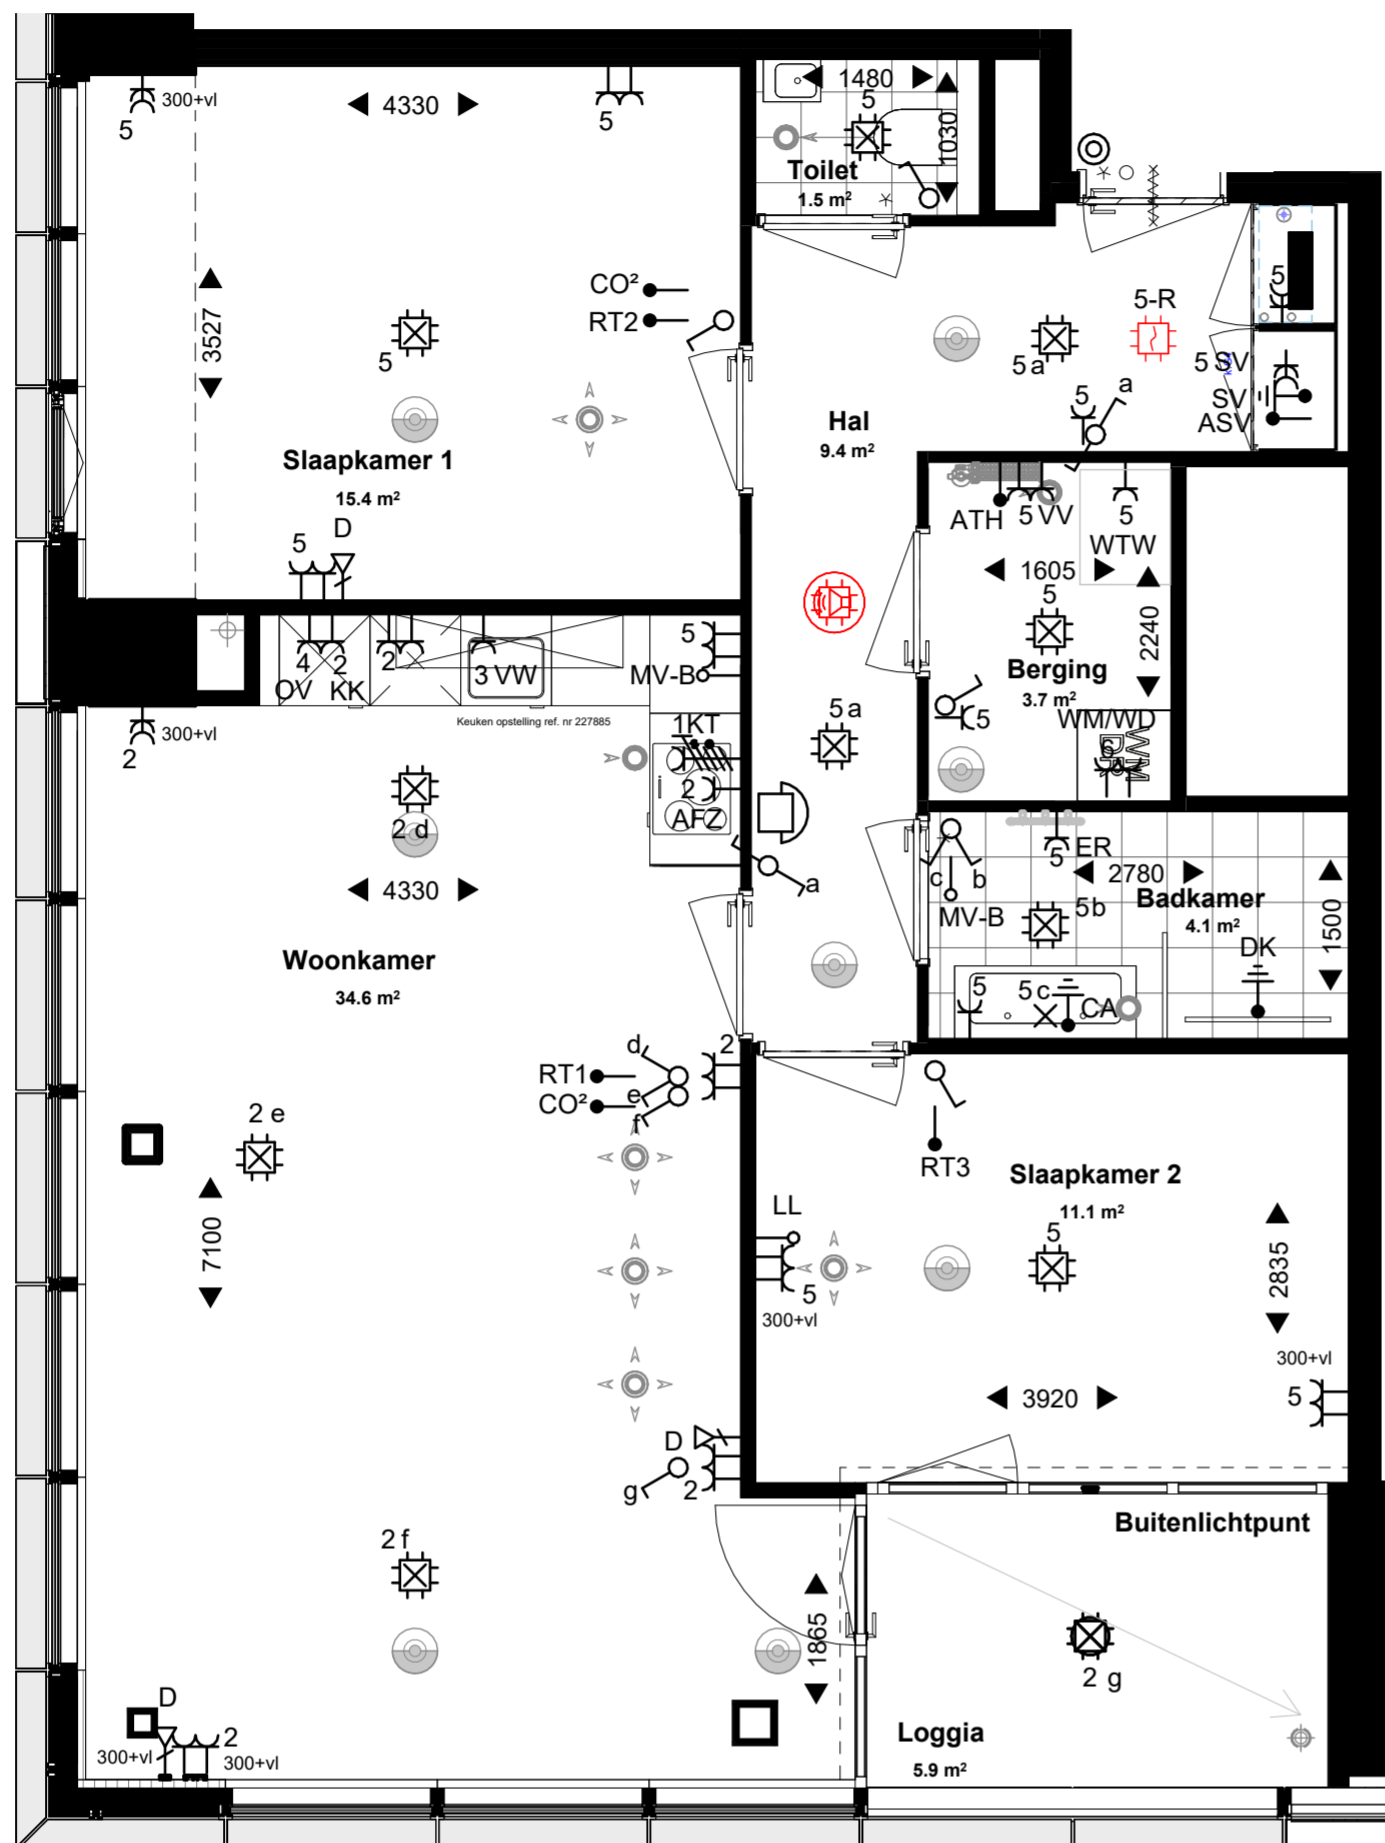 300+vl
5
4330
5
1480
5
1030
Toilet
1.5 m²
CO²
RT2
3527
5
5-R
5
5a
5 SV
SV
ASV
5
a
Hal
9.4 m²
Slaapkamer 1
15.4 m²
5
D
ATH
5 VV
5
WTW
1605
5
2240
Berging
3.7 m²
5
WM/WD
6
4
2
2
OV
KK
3 VW
5
MV-B
Keuken opstelling ref. nr 227885
300+vl
2
1KT
2
AFZ
5a
2 d
4330
a
5
ER
c
b
2780
Badkamer
4.1 m²
MV-B
5b
1500
DK
5
5c
CA
Woonkamer
34.6 m²
d
2
RT1
e
CO²
f
2 e
RT3
Slaapkamer 2
11.1 m²
LL
5
5
300+vl
7100
2835
300+vl
3920
5
D
g
2
Buitenlichtpunt
2 f
1865
2 g
D
2
300+vl
300+vl
Loggia
5.9 m²